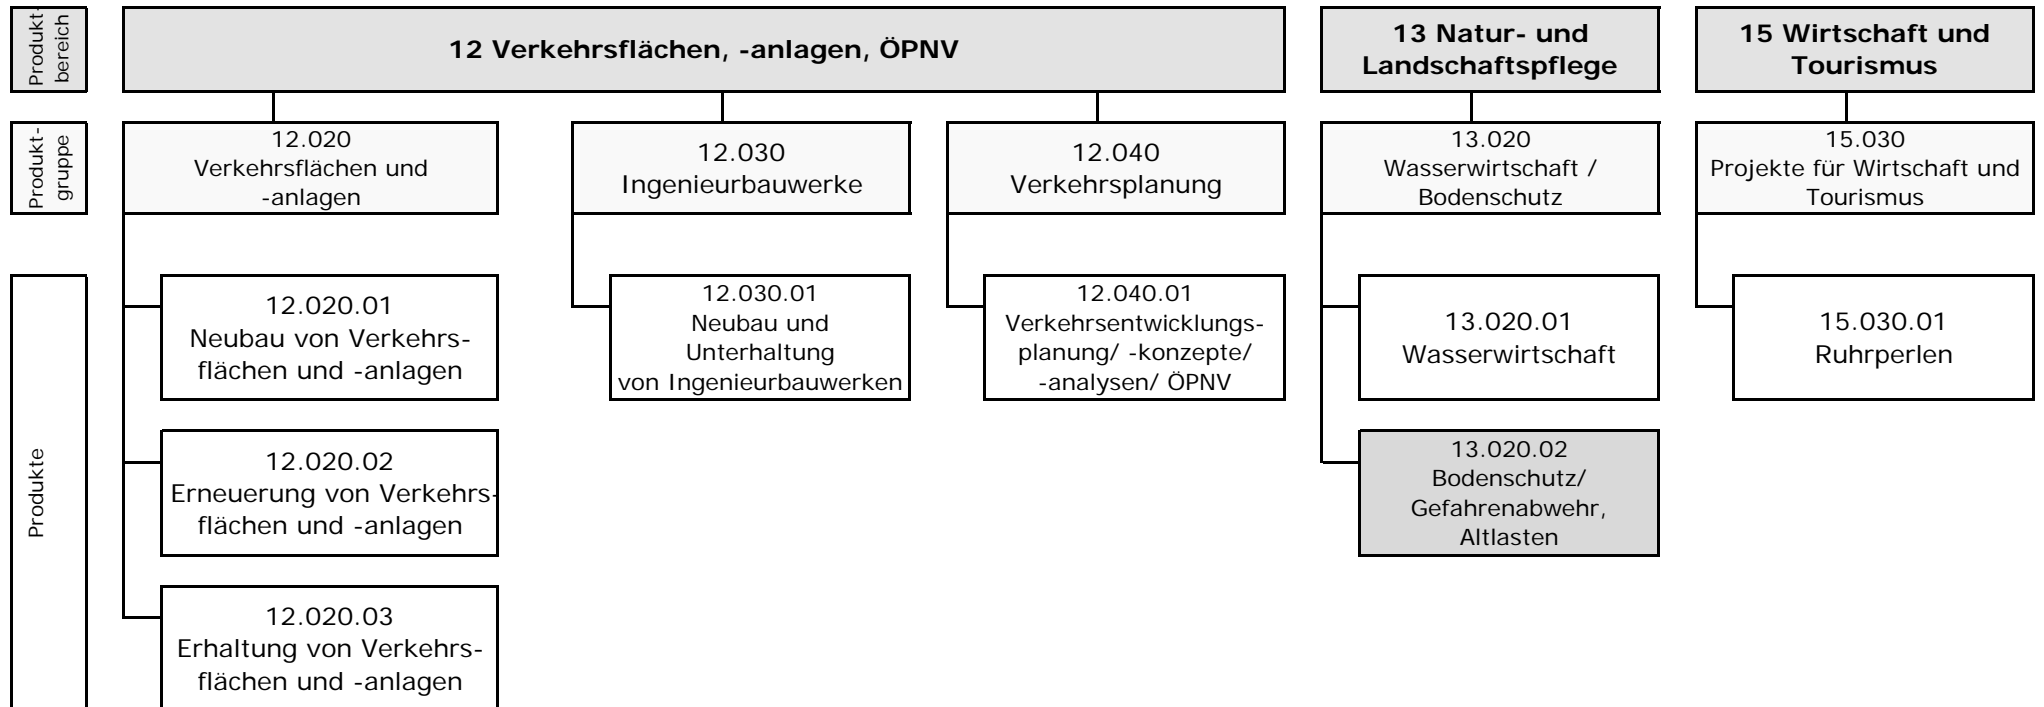 Produkt-
bereich
12 Verkehrsflächen, -anlagen, ÖPNV
13 Natur- und
Landschaftspflege
15 Wirtschaft und
Tourismus
Produkt-
gruppe
12.020
Verkehrsflächen und
-anlagen
12.030
Ingenieurbauwerke
12.040
Verkehrsplanung
13.020
Wasserwirtschaft /
Bodenschutz
15.030
Projekte für Wirtschaft und
Tourismus
Produkte
12.020.01
Neubau von Verkehrs-
flächen und -anlagen
12.030.01
Neubau und
Unterhaltung
von Ingenieurbauwerken
12.040.01
Verkehrsentwicklungs-
planung/ -konzepte/
-analysen/ ÖPNV
13.020.01
Wasserwirtschaft
15.030.01
Ruhrperlen
12.020.02
Erneuerung von Verkehrs-
flächen und -anlagen
13.020.02
Bodenschutz/
Gefahrenabwehr,
Altlasten
12.020.03
Erhaltung von Verkehrs-
flächen und -anlagen